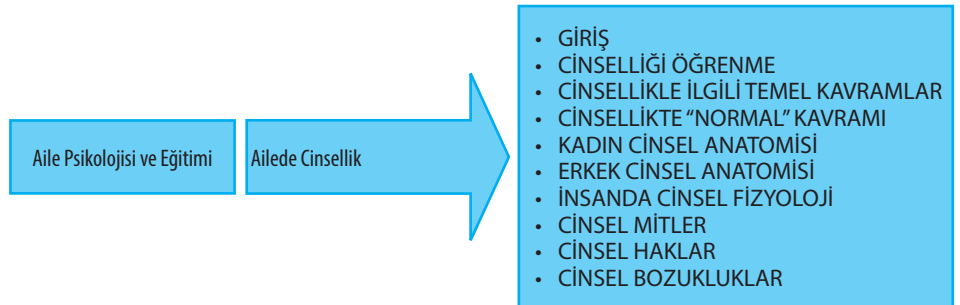 Aile Psikolojisi ve Eğitimi
Ailede Cinsellik
• GİRİŞ
• CİNSELLİĞİ ÖĞRENME
• CİNSELLİKLE İLGİLİ TEMEL KAVRAMLAR
• CİNSELLİKTE “NORMAL” KAVRAMI
• KADIN CİNSEL ANATOMİSİ
• ERKEK CİNSEL ANATOMİSİ
• İNSANDA CİNSEL FİZYOLOJİ
• CİNSEL MİTLER
• CİNSEL HAKLAR
• CİNSEL BOZUKLUKLAR